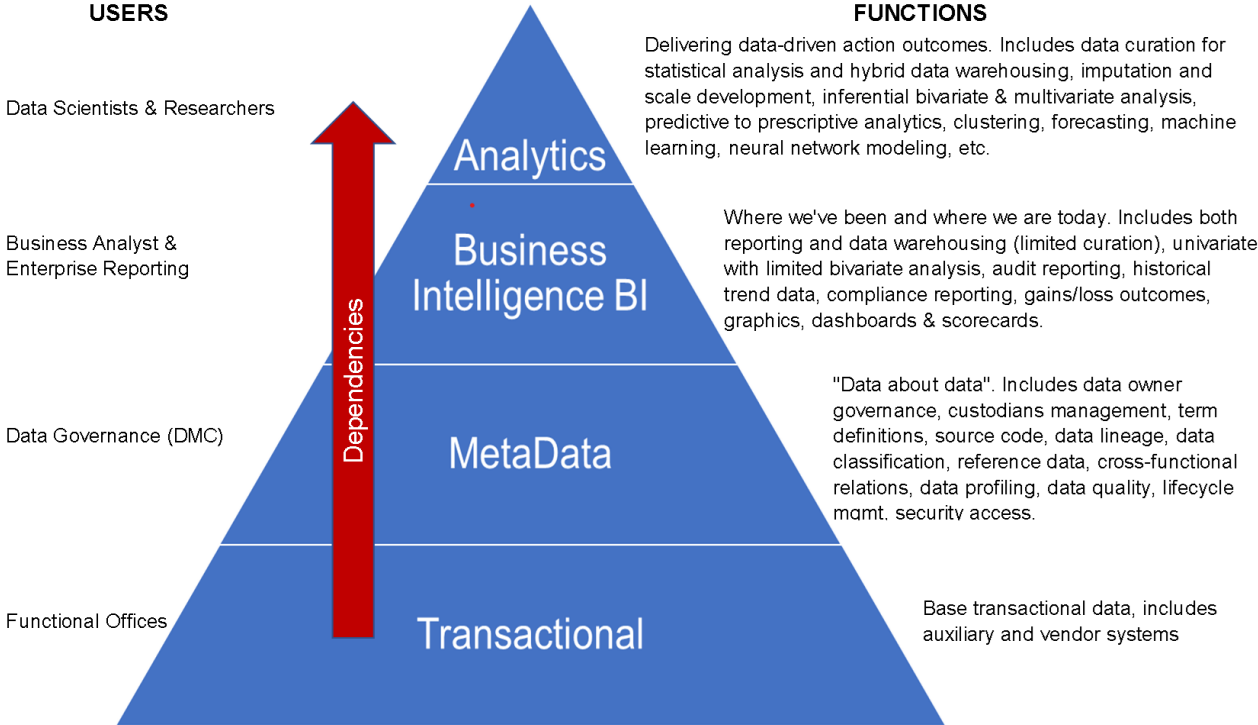 USERS
FUNCTIONS
Delivering data-driven action outcomes. Includes data curation for
statistical analysis and hybrid data warehousing, imputation and
scale development, inferential bivariate & multivariate analysis,
predictive to prescriptive analytics, clustering, forecasting, machine
learning, neural network modeling, etc.
Data Scientists & Researchers
Analytics
Business Analyst &
Enterprise Reporting
Business
Intelligence BI
Where we've been and where we are today. Includes both
reporting and data warehousing (limited curation), univariate
with limited bivariate analysis, audit reporting, historical
trend data, compliance reporting, gains/loss outcomes,
graphics, dashboards & scorecards.
Dependencies
Data Governance (DMC)
MetaData
"Data about data". Includes data owner
governance, custodians management, term
definitions, source code, data lineage, data
classification, reference data, cross-functional
relations, data profiling, data quality, lifecycle
mgmt, security access.
Functional Offices
Transactional
Base transactional data, includes
auxiliary and vendor systems